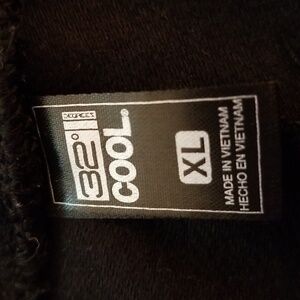 32°
DEGREES
COOL®
XL
MADE IN VIETNAM
HECHO EN VIETNAM